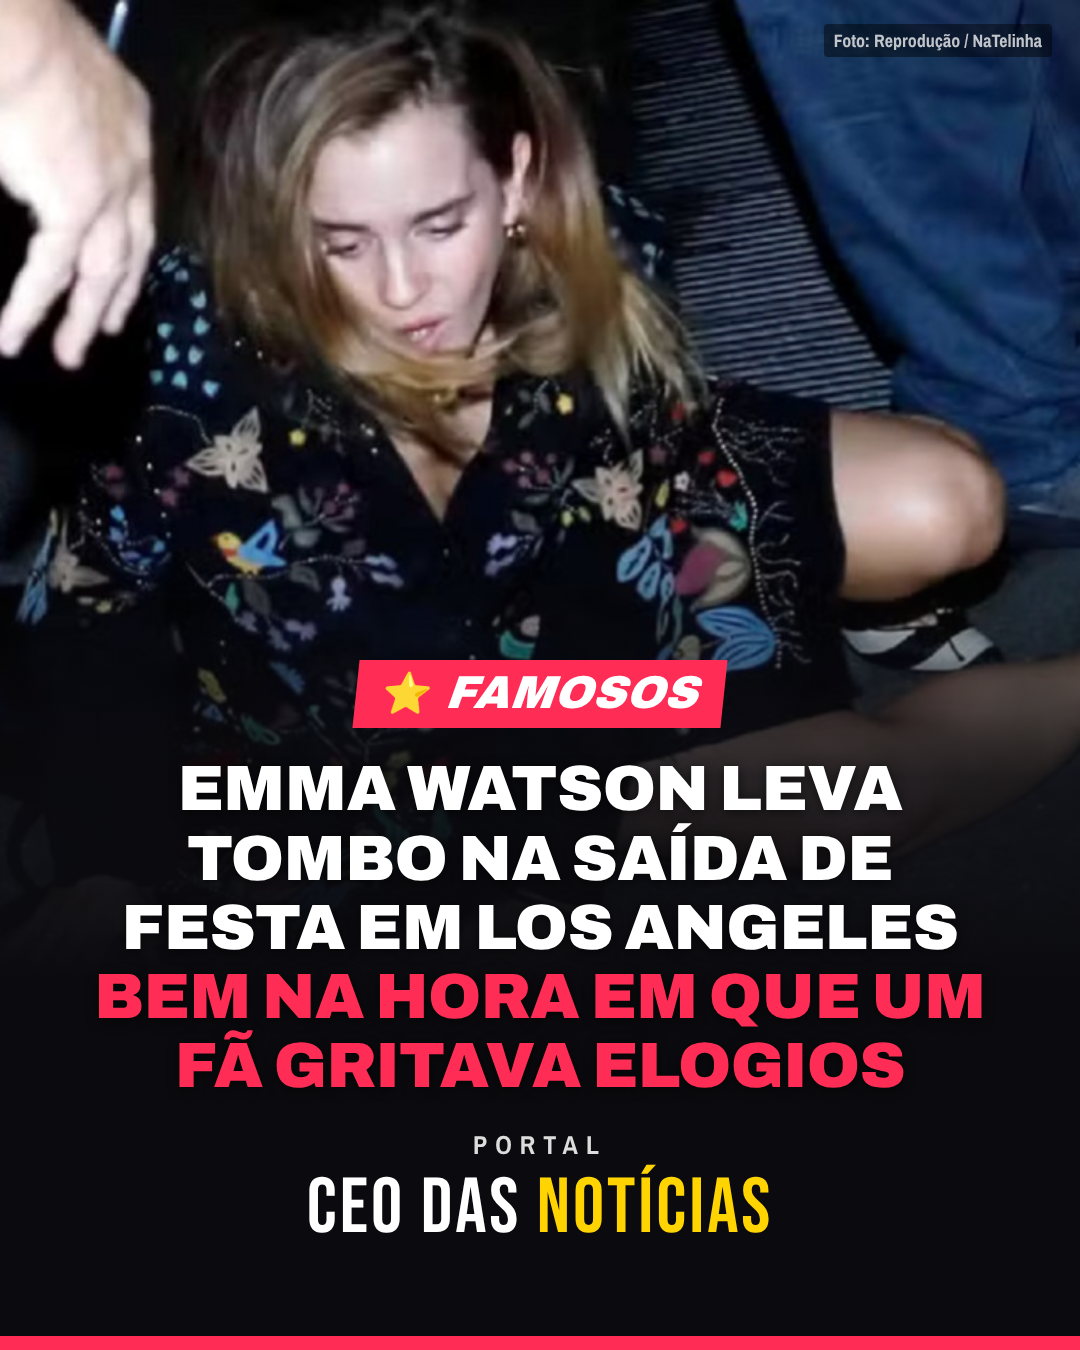 Foto: Reprodução / NaTelinha
FAMOSOS
EMMA WATSON LEVA
TOMBO NA SAÍDA DE
FESTA EM LOS ANGELES
BEM NA HORA EM QUE UM
FÃ GRITAVA ELOGIOS
PORTAL
CEO DAS NOTÍCIAS